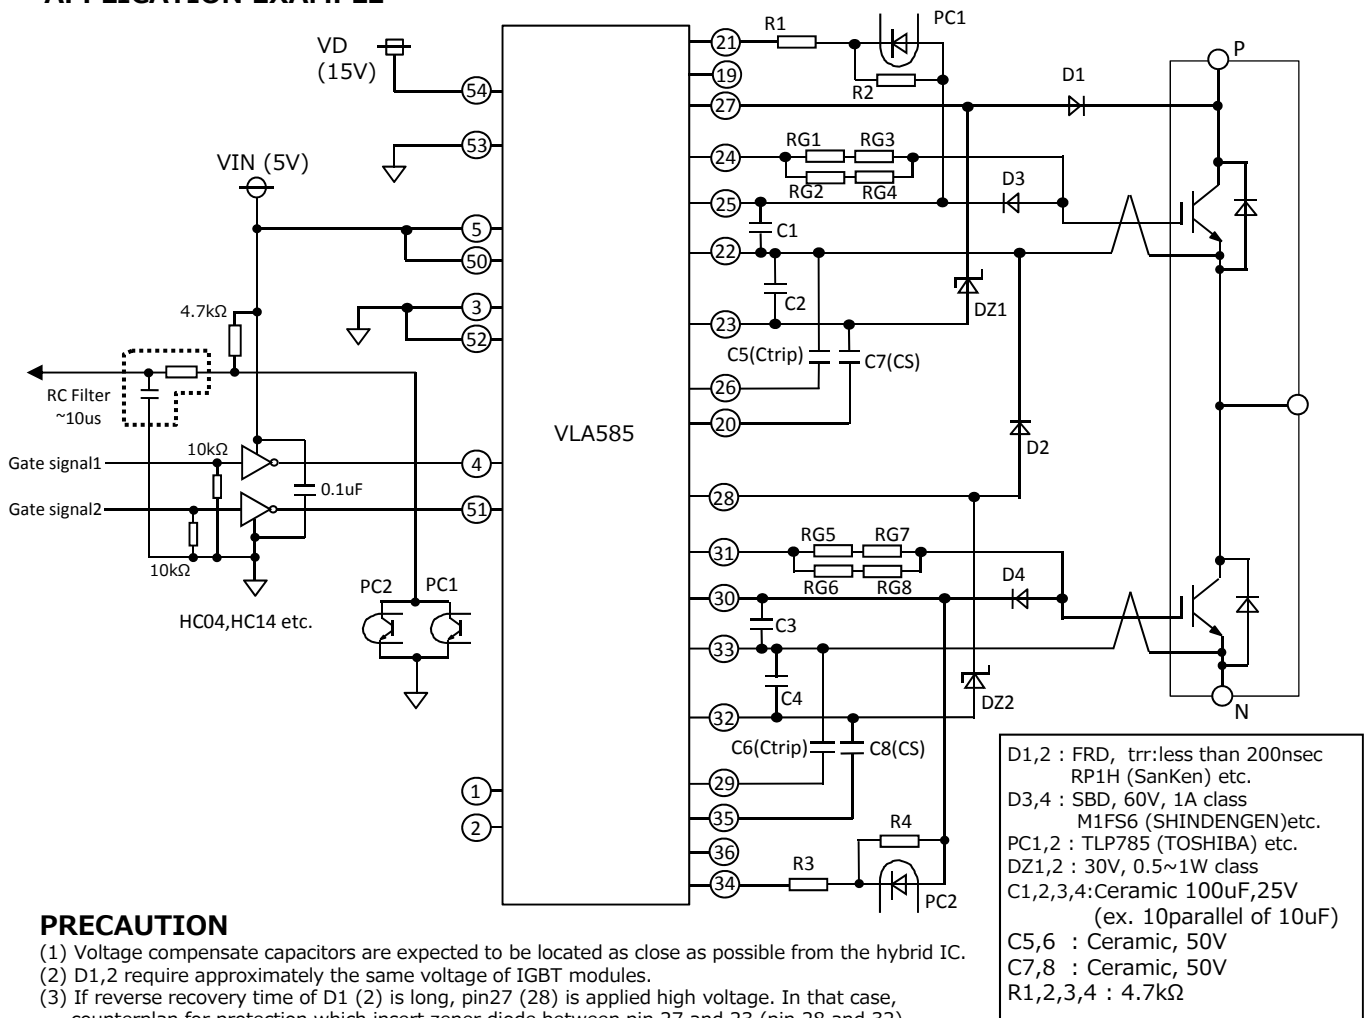 APPLICATION EXAMPLE
VD
(15V)
54
53
VIN (5V)
5
50
3
52
4.7kΩ
RC Filter
~10us
10kΩ
Gate signal1
4
0.1uF
Gate signal2
51
10kΩ
HC04,HC14 etc.
PC2
PC1
1
2
VLA585
21
R1
PC1
19
R2
27
D1
P
24
RG1
RG3
RG2
RG4
25
D3
C1
22
C2
DZ1
23
C5(Ctrip)
C7(CS)
26
20
D2
28
31
RG5
RG7
RG6
RG8
30
D4
C3
33
C4
DZ2
32
C6(Ctrip)
C8(CS)
29
35
R4
36
34
R3
PC2
N
D1,2 : FRD, trr:less than 200nsec
RP1H (SanKen) etc.
D3,4 : SBD, 60V, 1A class
M1FS6 (SHINDENGEN)etc.
PC1,2 : TLP785 (TOSHIBA) etc.
DZ1,2 : 30V, 0.5~1W class
C1,2,3,4:Ceramic 100uF,25V
(ex. 10parallel of 10uF)
C5,6 : Ceramic, 50V
C7,8 : Ceramic, 50V
R1,2,3,4 : 4.7kΩ
PRECAUTION
(1) Voltage compensate capacitors are expected to be located as close as possible from the hybrid IC.
(2) D1,2 require approximately the same voltage of IGBT modules.
(3) If reverse recovery time of D1 (2) is long, pin27 (28) is applied high voltage. In that case,
counterplan for protection which insert zener diode between pin 27 and 23 (pin 28 and 32)